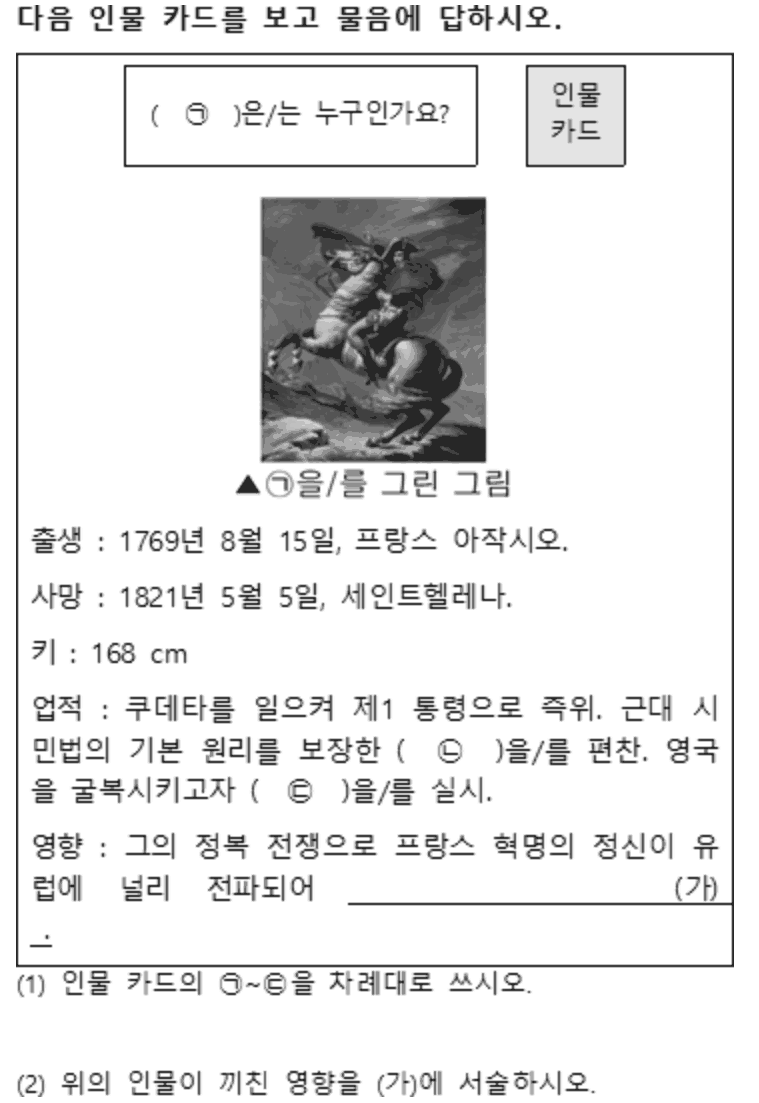 다음 인물 카드를 보고 물음에 답하시오.
( ㉠ )은/는 누구인가요?
인물
카드
▲㉠을/를 그린 그림
출생 : 1769년 8월 15일, 프랑스 아작시오.
사망 : 1821년 5월 5일, 세인트헬레나.
키 : 168 cm
업적 : 쿠데타를 일으켜 제1 통령으로 즉위. 근대 시
민법의 기본 원리를 보장한 ( ㉡ )을/를 편찬. 영국
을 굴복시키고자 ( ㉢ )을/를 실시.
영향 : 그의 정복 전쟁으로 프랑스 혁명의 정신이 유
럽에 널리 전파되어 (가)
.
(1) 인물 카드의 ㉠~㉢을 차례대로 쓰시오.
(2) 위의 인물이 끼친 영향을 (가)에 서술하시오.